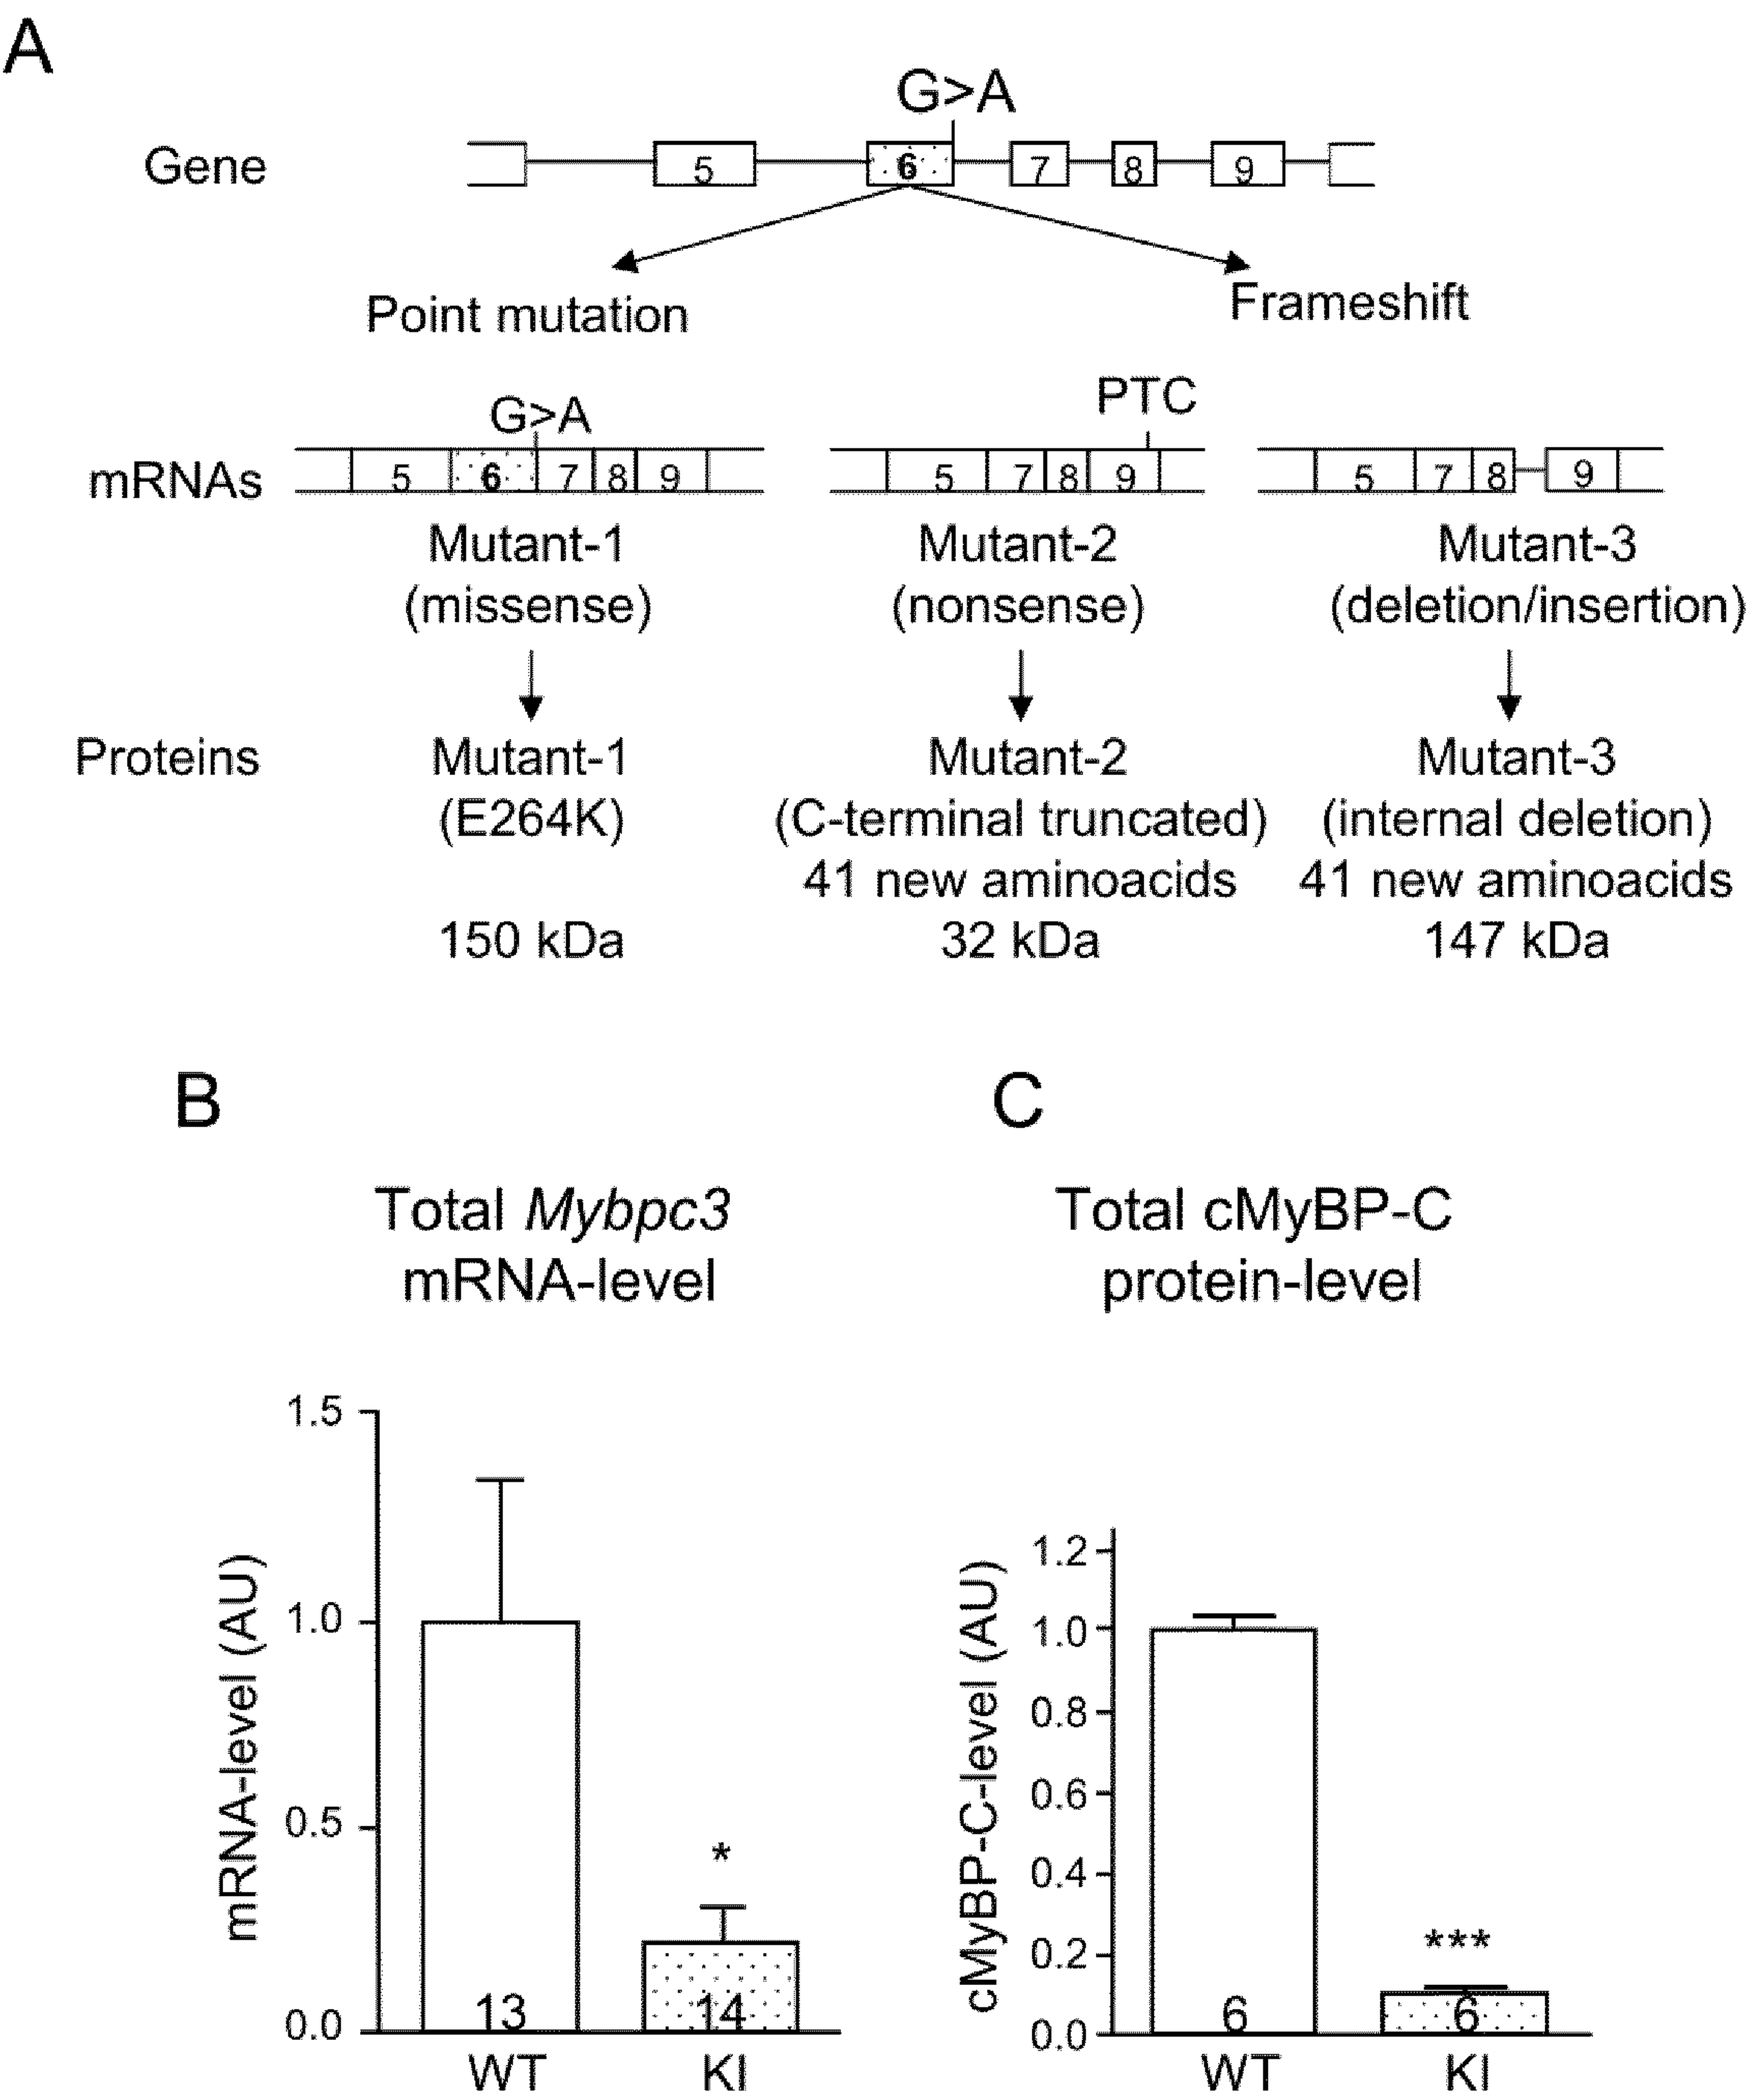 A
G>A
Gene
5 6 7 8 9
Point mutation
Frameshift
G>A
PTC
mRNAs
5 6 7 8 9
5 7 8 9
5 7 8 9
Mutant-1
(missense)
Mutant-2
(nonsense)
Mutant-3
(deletion/insertion)
Proteins
Mutant-1
(E264K)
150 kDa
Mutant-2
(C-terminal truncated)
41 new aminoacids
32 kDa
Mutant-3
(internal deletion)
41 new aminoacids
147 kDa
B
Total Mybpc3
mRNA-level
mRNA-level (AU)
1.5
1.0
0.5
0.0
*
13
14
WT
KI
C
Total cMyBP-C
protein-level
cMyBP-C-level (AU)
1.2
1.0
0.8
0.6
0.4
0.2
0.0
***
6
6
WT
KI